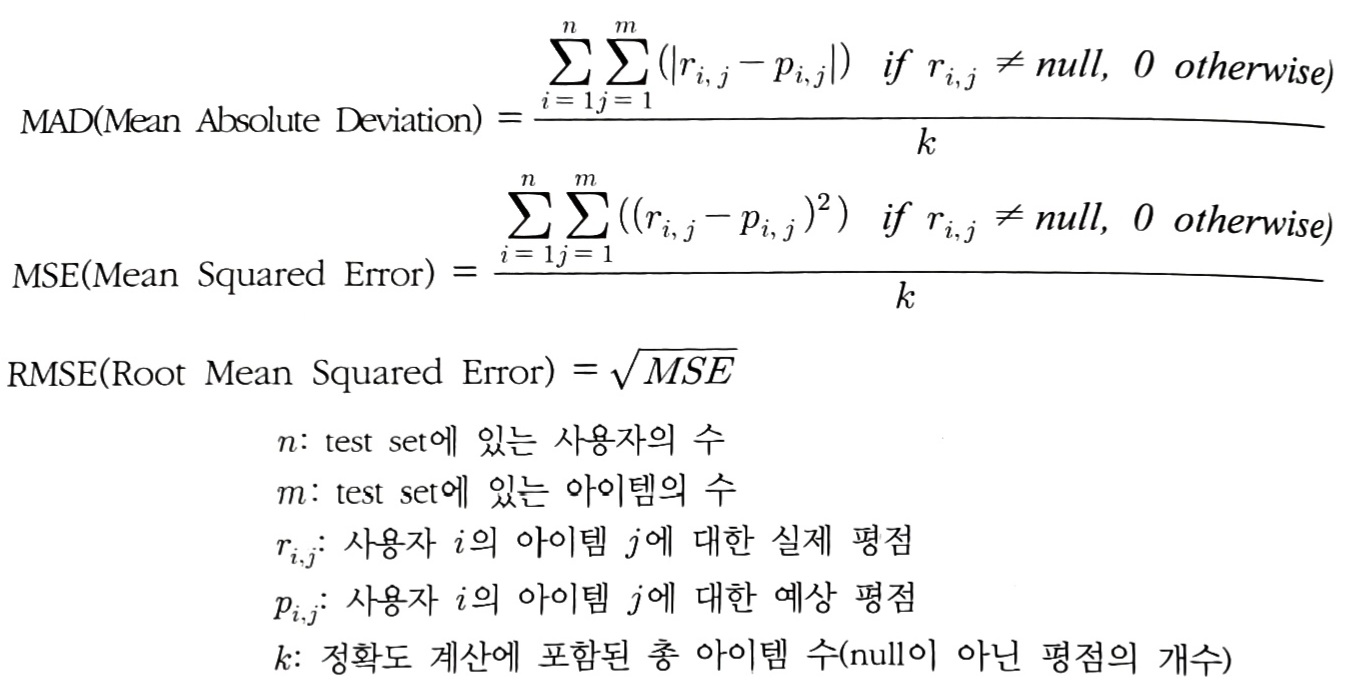 MAD(Mean Absolute Deviation) = \frac{\sum_{i=1}^{n} \sum_{j=1}^{m} (|r_{i,j} - p_{i,j}|) \;\; if \; r_{i,j} \neq null, \; 0 \; otherwise)}{k}
MSE(Mean Squared Error) = \frac{\sum_{i=1}^{n} \sum_{j=1}^{m} ((r_{i,j} - p_{i,j})^2) \;\; if \; r_{i,j} \neq null, \; 0 \; otherwise)}{k}
RMSE(Root Mean Squared Error) = \sqrt{MSE}
n: test set에 있는 사용자의 수
m: test set에 있는 아이템의 수
r_{i,j}: 사용자 i의 아이템 j에 대한 실제 평점
p_{i,j}: 사용자 i의 아이템 j에 대한 예상 평점
k: 정확도 계산에 포함된 총 아이템 수(null이 아닌 평점의 개수)